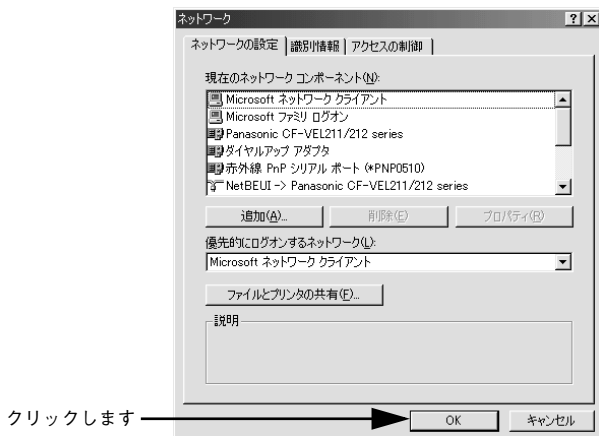 ネットワーク
ネットワークの設定 識別情報 アクセスの制御
現在のネットワーク コンポーネント(N):
Microsoft ネットワーク クライアント
Microsoft ファミリ ログオン
Panasonic CF-VEL211/212 series
ダイヤルアップ アダプタ
赤外線 PnP シリアル ポート (*PNP0510)
NetBEUI -> Panasonic CF-VEL211/212 series
追加(A)... 削除(E) プロパティ(R)
優先的にログオンするネットワーク(L):
Microsoft ネットワーク クライアント
ファイルとプリンタの共有(F)...
説明
クリックします OK キャンセル